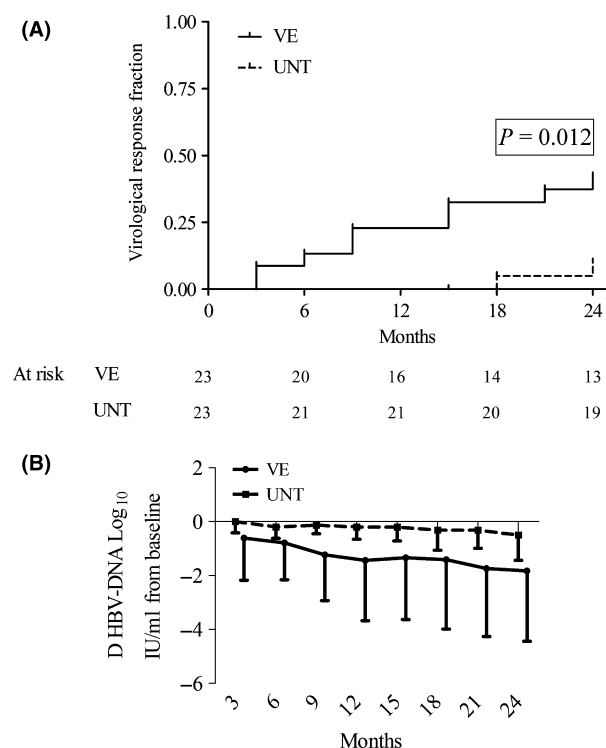 (A)
VE
UNT
P = 0.012
Virological response fraction
1.00
0.75
0.50
0.25
0.00
0 6 12 18 24
Months
At risk VE 23 20 16 14 13
UNT 23 21 21 20 19
(B)
VE
UNT
D HBV-DNA Log10
IU/ml from baseline
2
0
−2
−4
−6
3 6 9 12 15 18 21 24
Months